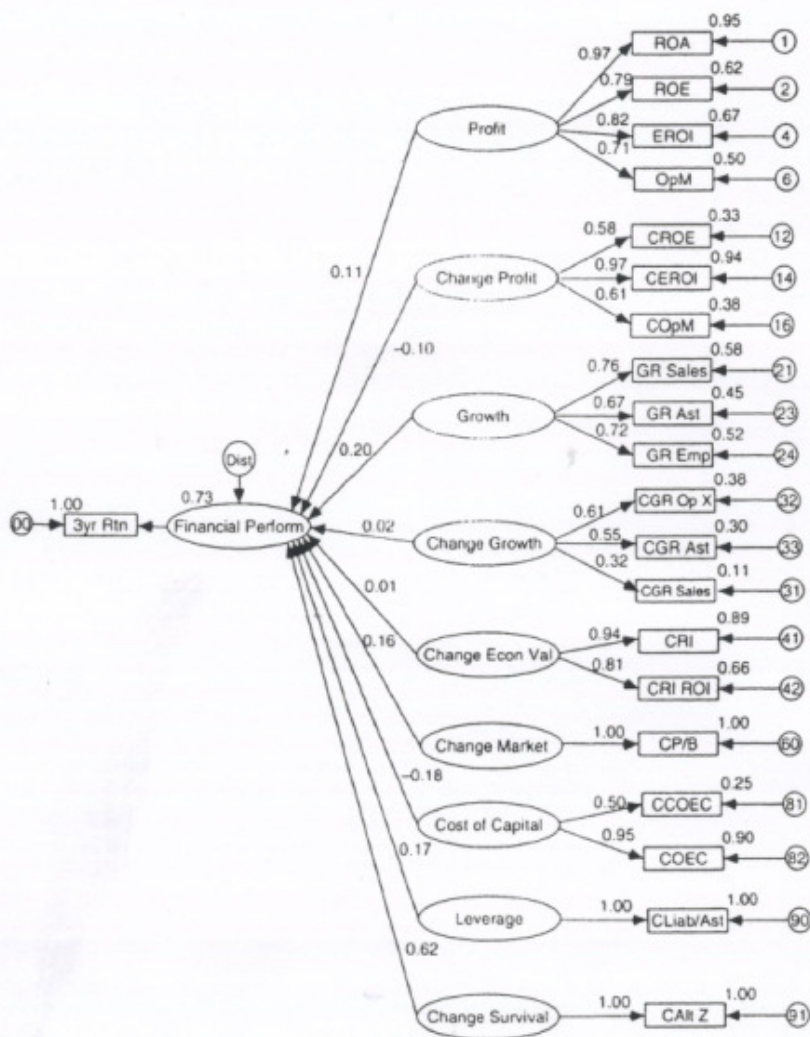 0.95
0.97 ROA 1
0.79 0.62
ROE 2
Profit 0.82 0.67
EROI 4
0.71 0.50
OpM 6
0.33
0.58 CROE 12
0.11 Change Profit 0.97 0.94
CEROI 14
0.61 0.38
COpM 16
-0.10 0.58
0.76 GR Sales 21
Growth 0.67 0.45
GR Ast 23
0.20 0.72 0.52
Dist GR Emp 24
0.38
1.00 0.73 0.61 CGR Op X 32
3yr Rtn Financial Perform 0.02 Change Growth 0.55 0.30
CGR Ast 33
0.32 0.11
CGR Sales 31
0.01 0.89
0.94 CRI 41
0.16 Change Econ Val 0.81 0.66
CRI ROI 42
1.00
Change Market 1.00 CP/B 60
-0.18 0.25
0.50 CCOEC 81
Cost of Capital 0.95 0.90
0.17 COEC 82
1.00 1.00
Leverage CLiab/Ast 90
0.62
1.00 1.00
Change Survival CAlt Z 91